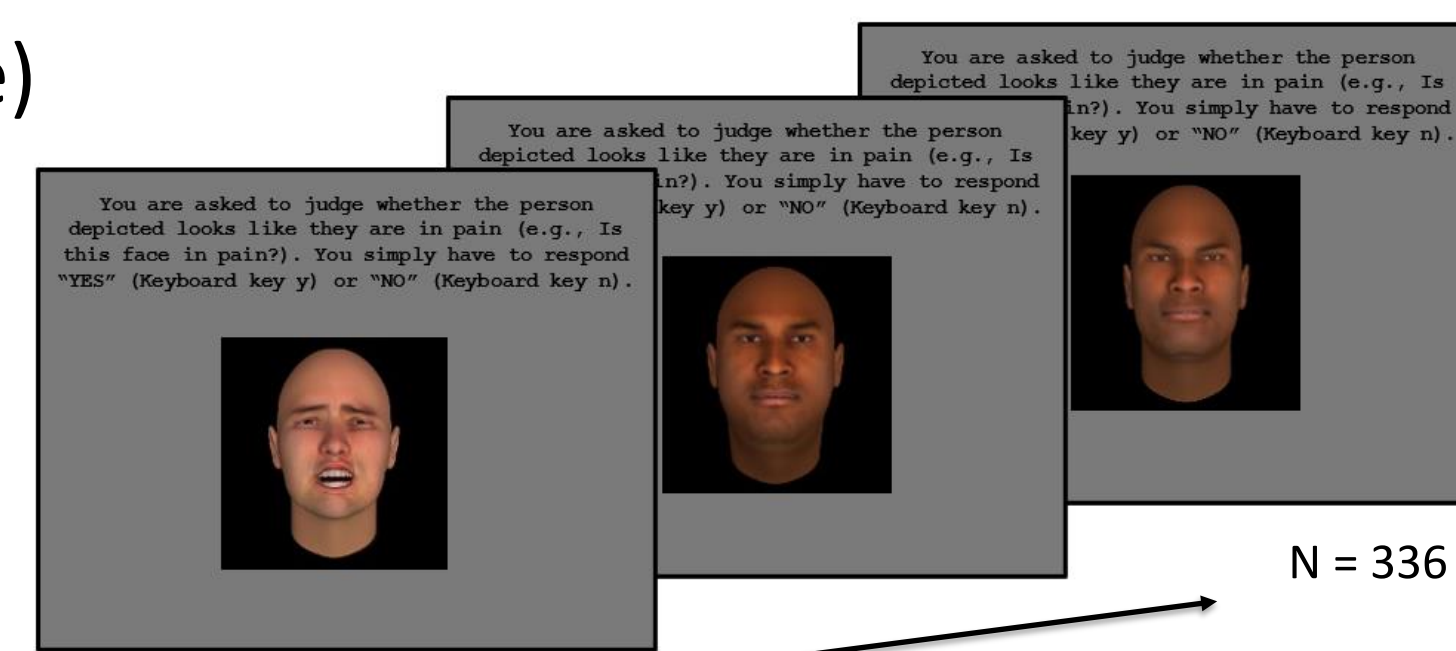 e)
You are asked to judge whether the person
depicted looks like they are in pain (e.g., Is
this face in pain?). You simply have to respond
“YES” (Keyboard key y) or “NO” (Keyboard key n).
You are asked to judge whether the person
depicted looks like they are in pain (e.g., Is
in?). You simply have to respond
key y) or “NO” (Keyboard key n).
You are asked to judge whether the person
depicted looks like they are in pain (e.g., Is
in?). You simply have to respond
key y) or “NO” (Keyboard key n).
N = 336